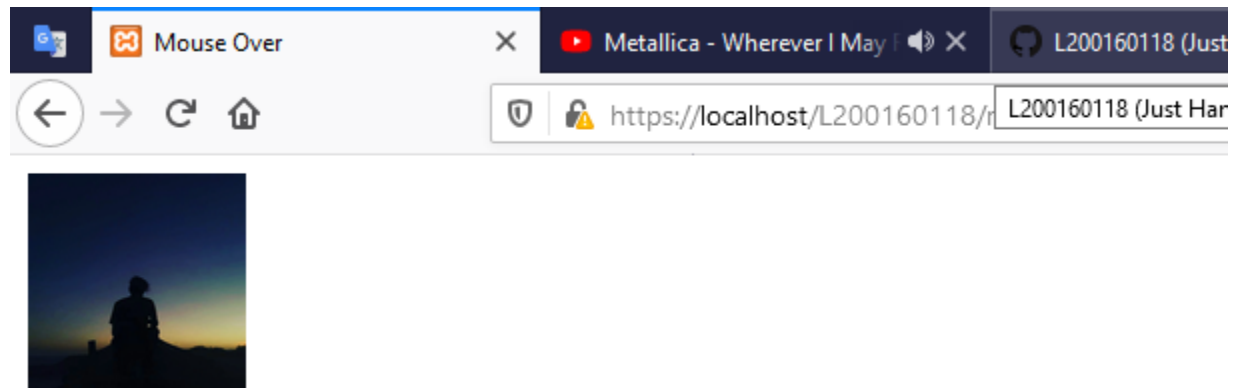 Mouse Over
Metallica - Wherever I May
L200160118 (Just
https://localhost/L200160118/
L200160118 (Just Har